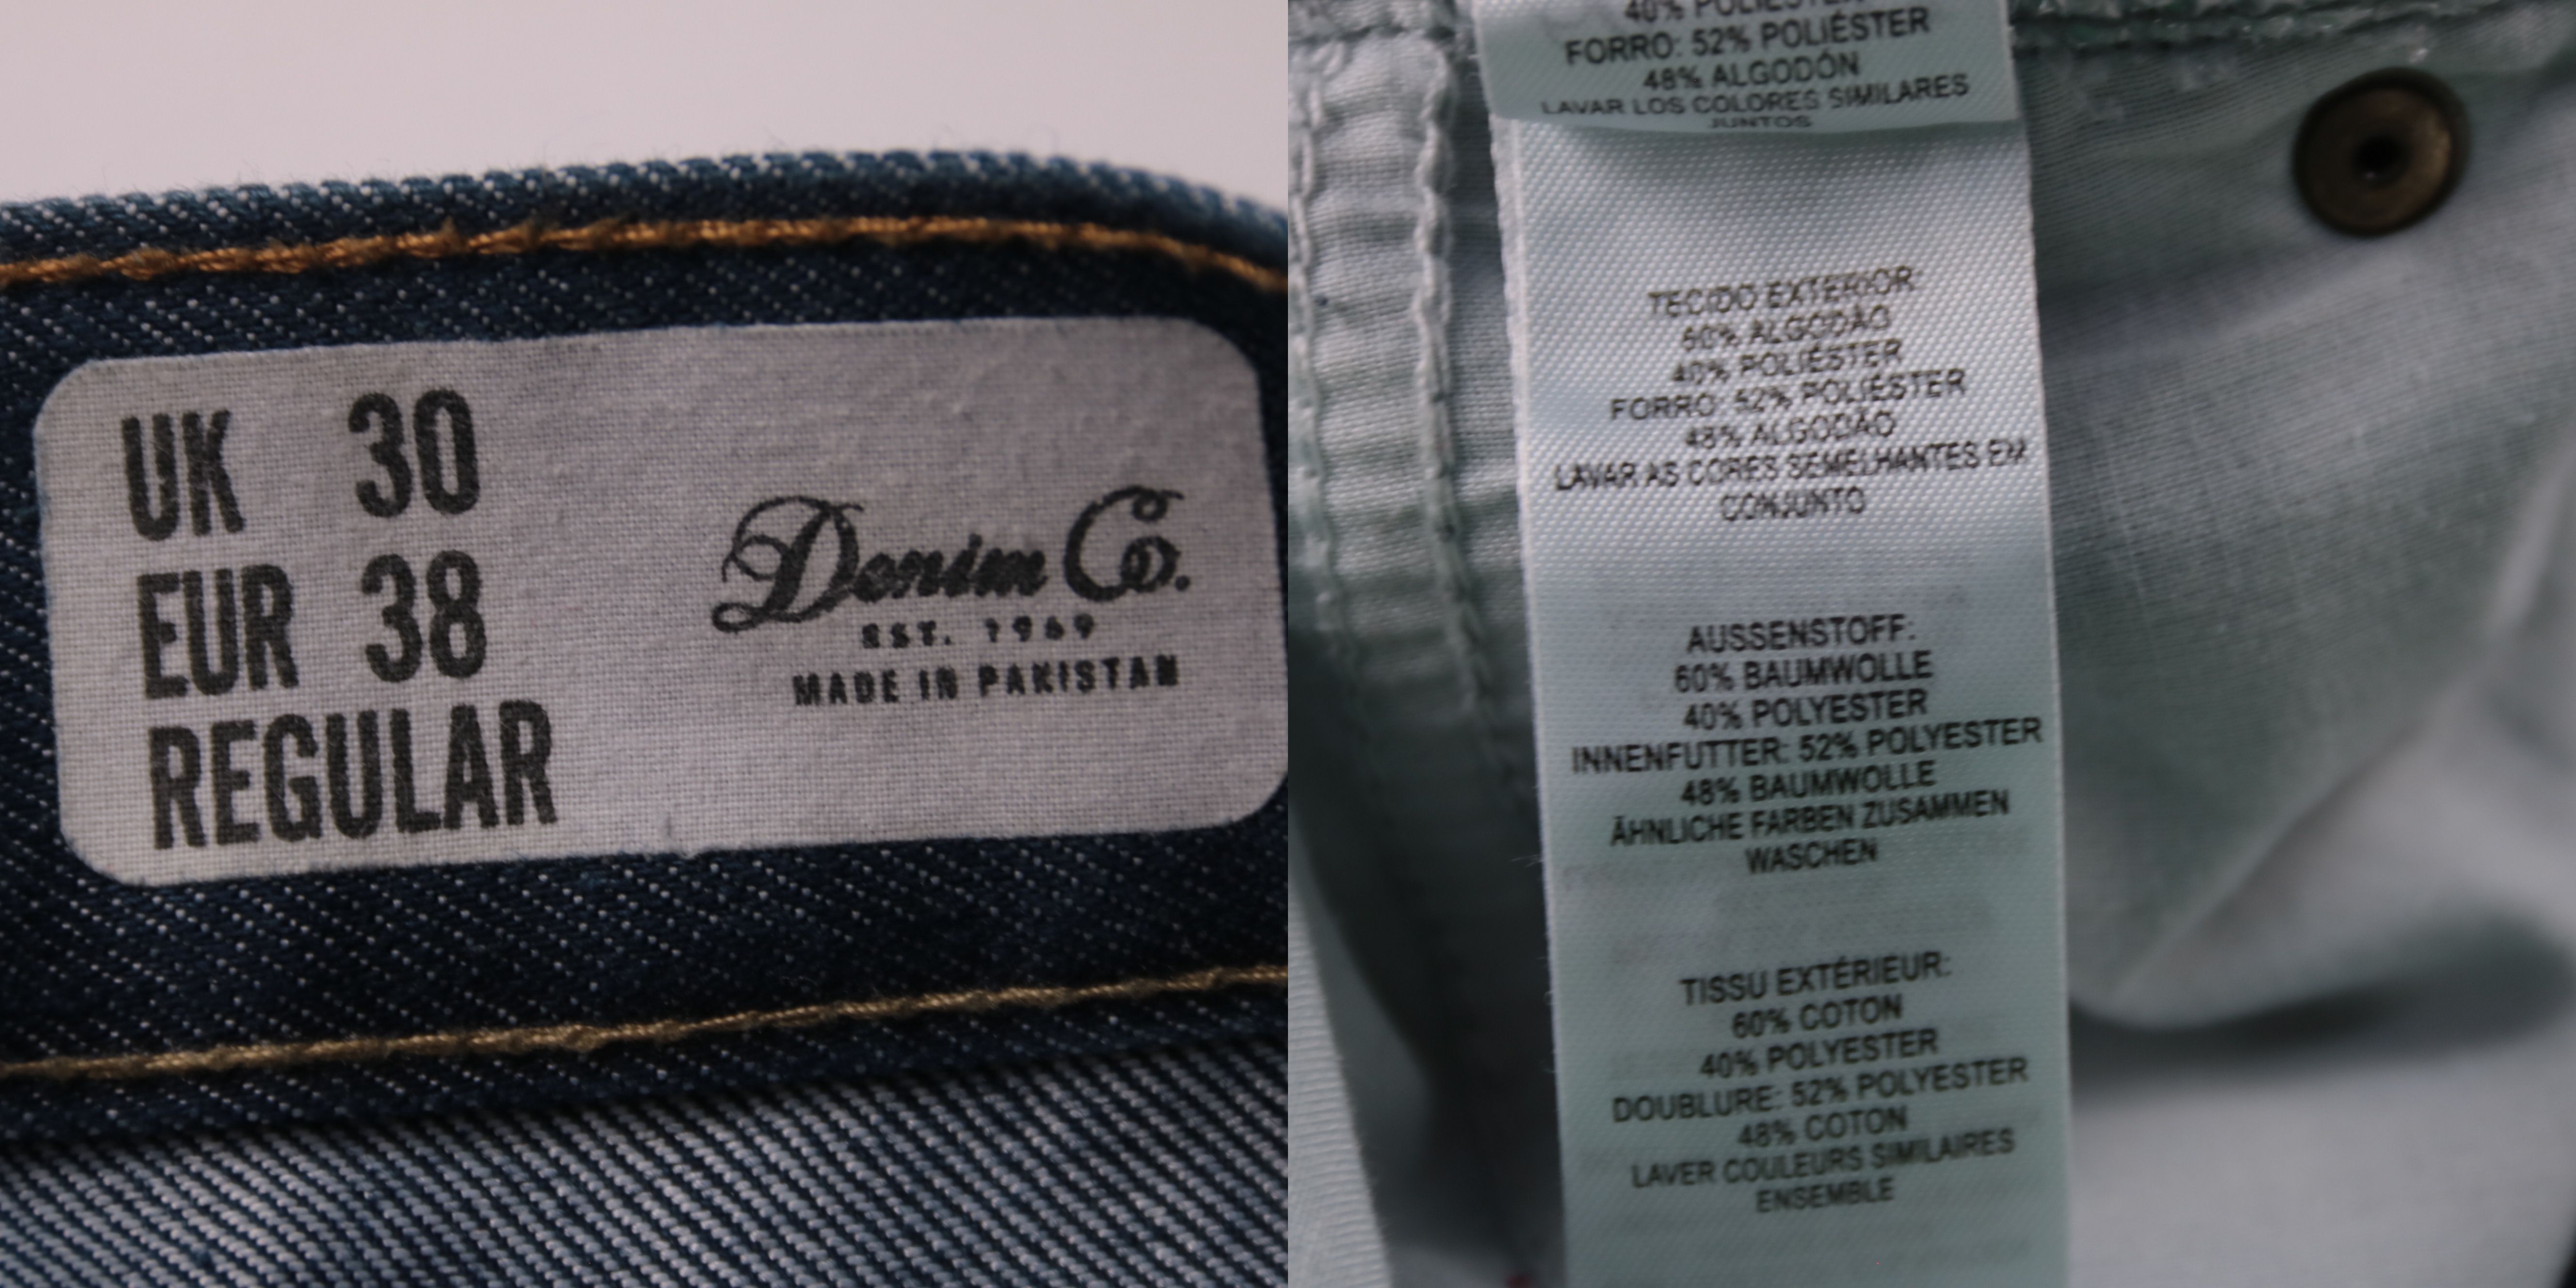 UK 30
EUR 38
REGULAR
Denim Co.
EST. 1969
MADE IN PAKISTAN
40% POLIÉSTER
FORRO: 52% POLIÉSTER
48% ALGODÓN
LAVAR LOS COLORES SIMILARES
JUNTOS
TECIDO EXTERIOR:
60% ALGODÃO
40% POLIÉSTER
FORRO: 52% POLIÉSTER
48% ALGODÃO
LAVAR AS CORES SEMELHANTES EM
CONJUNTO
AUSSENSTOFF:
60% BAUMWOLLE
40% POLYESTER
INNENFUTTER: 52% POLYESTER
48% BAUMWOLLE
ÄHNLICHE FARBEN ZUSAMMEN
WASCHEN
TISSU EXTÉRIEUR:
60% COTON
40% POLYESTER
DOUBLURE: 52% POLYESTER
48% COTON
LAVER COULEURS SIMILAIRES
ENSEMBLE